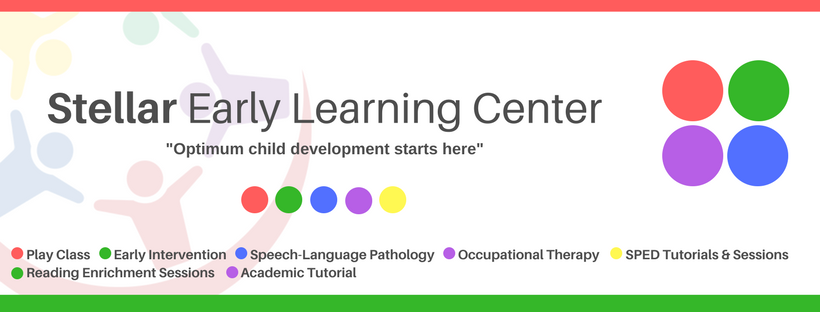 Stellar Early Learning Center
"Optimum child development starts here"
Play Class Early Intervention Speech-Language Pathology Occupational Therapy SPED Tutorials & Sessions
Reading Enrichment Sessions Academic Tutorial